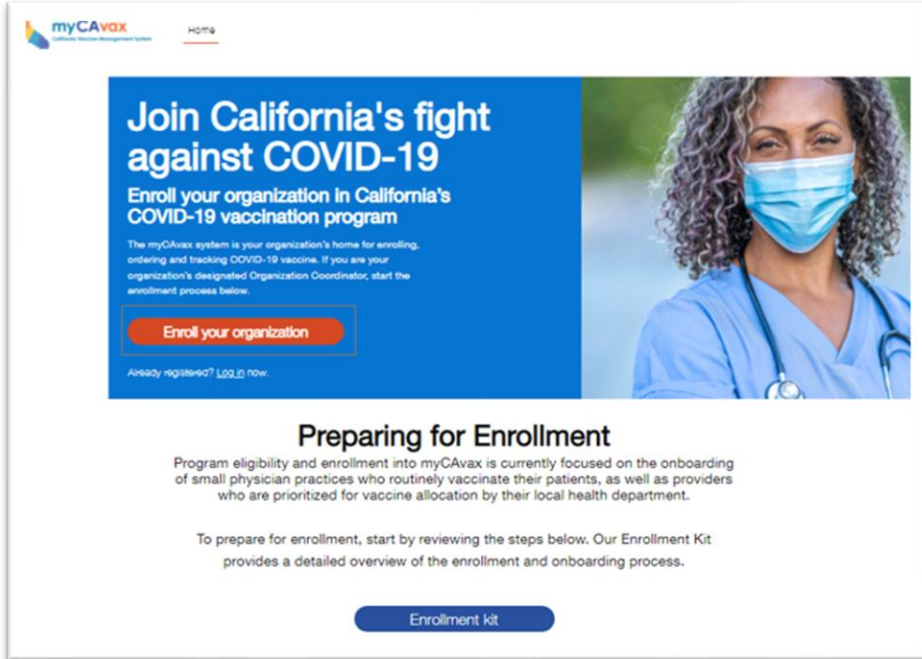 myCAvax
California Vaccine Management System
Home
Join California's fight
against COVID-19
Enroll your organization in California's
COVID-19 vaccination program
The myCAvax system is your organization's home for enrolling,
ordering and tracking COVID-19 vaccine. If you are your
organization's designated Organization Coordinator, start the
enrollment process below.
Enroll your organization
Already registered? Log in now.
Preparing for Enrollment
Program eligibility and enrollment into myCAvax is currently focused on the onboarding
of small physician practices who routinely vaccinate their patients, as well as providers
who are prioritized for vaccine allocation by their local health department.
To prepare for enrollment, start by reviewing the steps below. Our Enrollment Kit
provides a detailed overview of the enrollment and onboarding process.
Enrollment kit